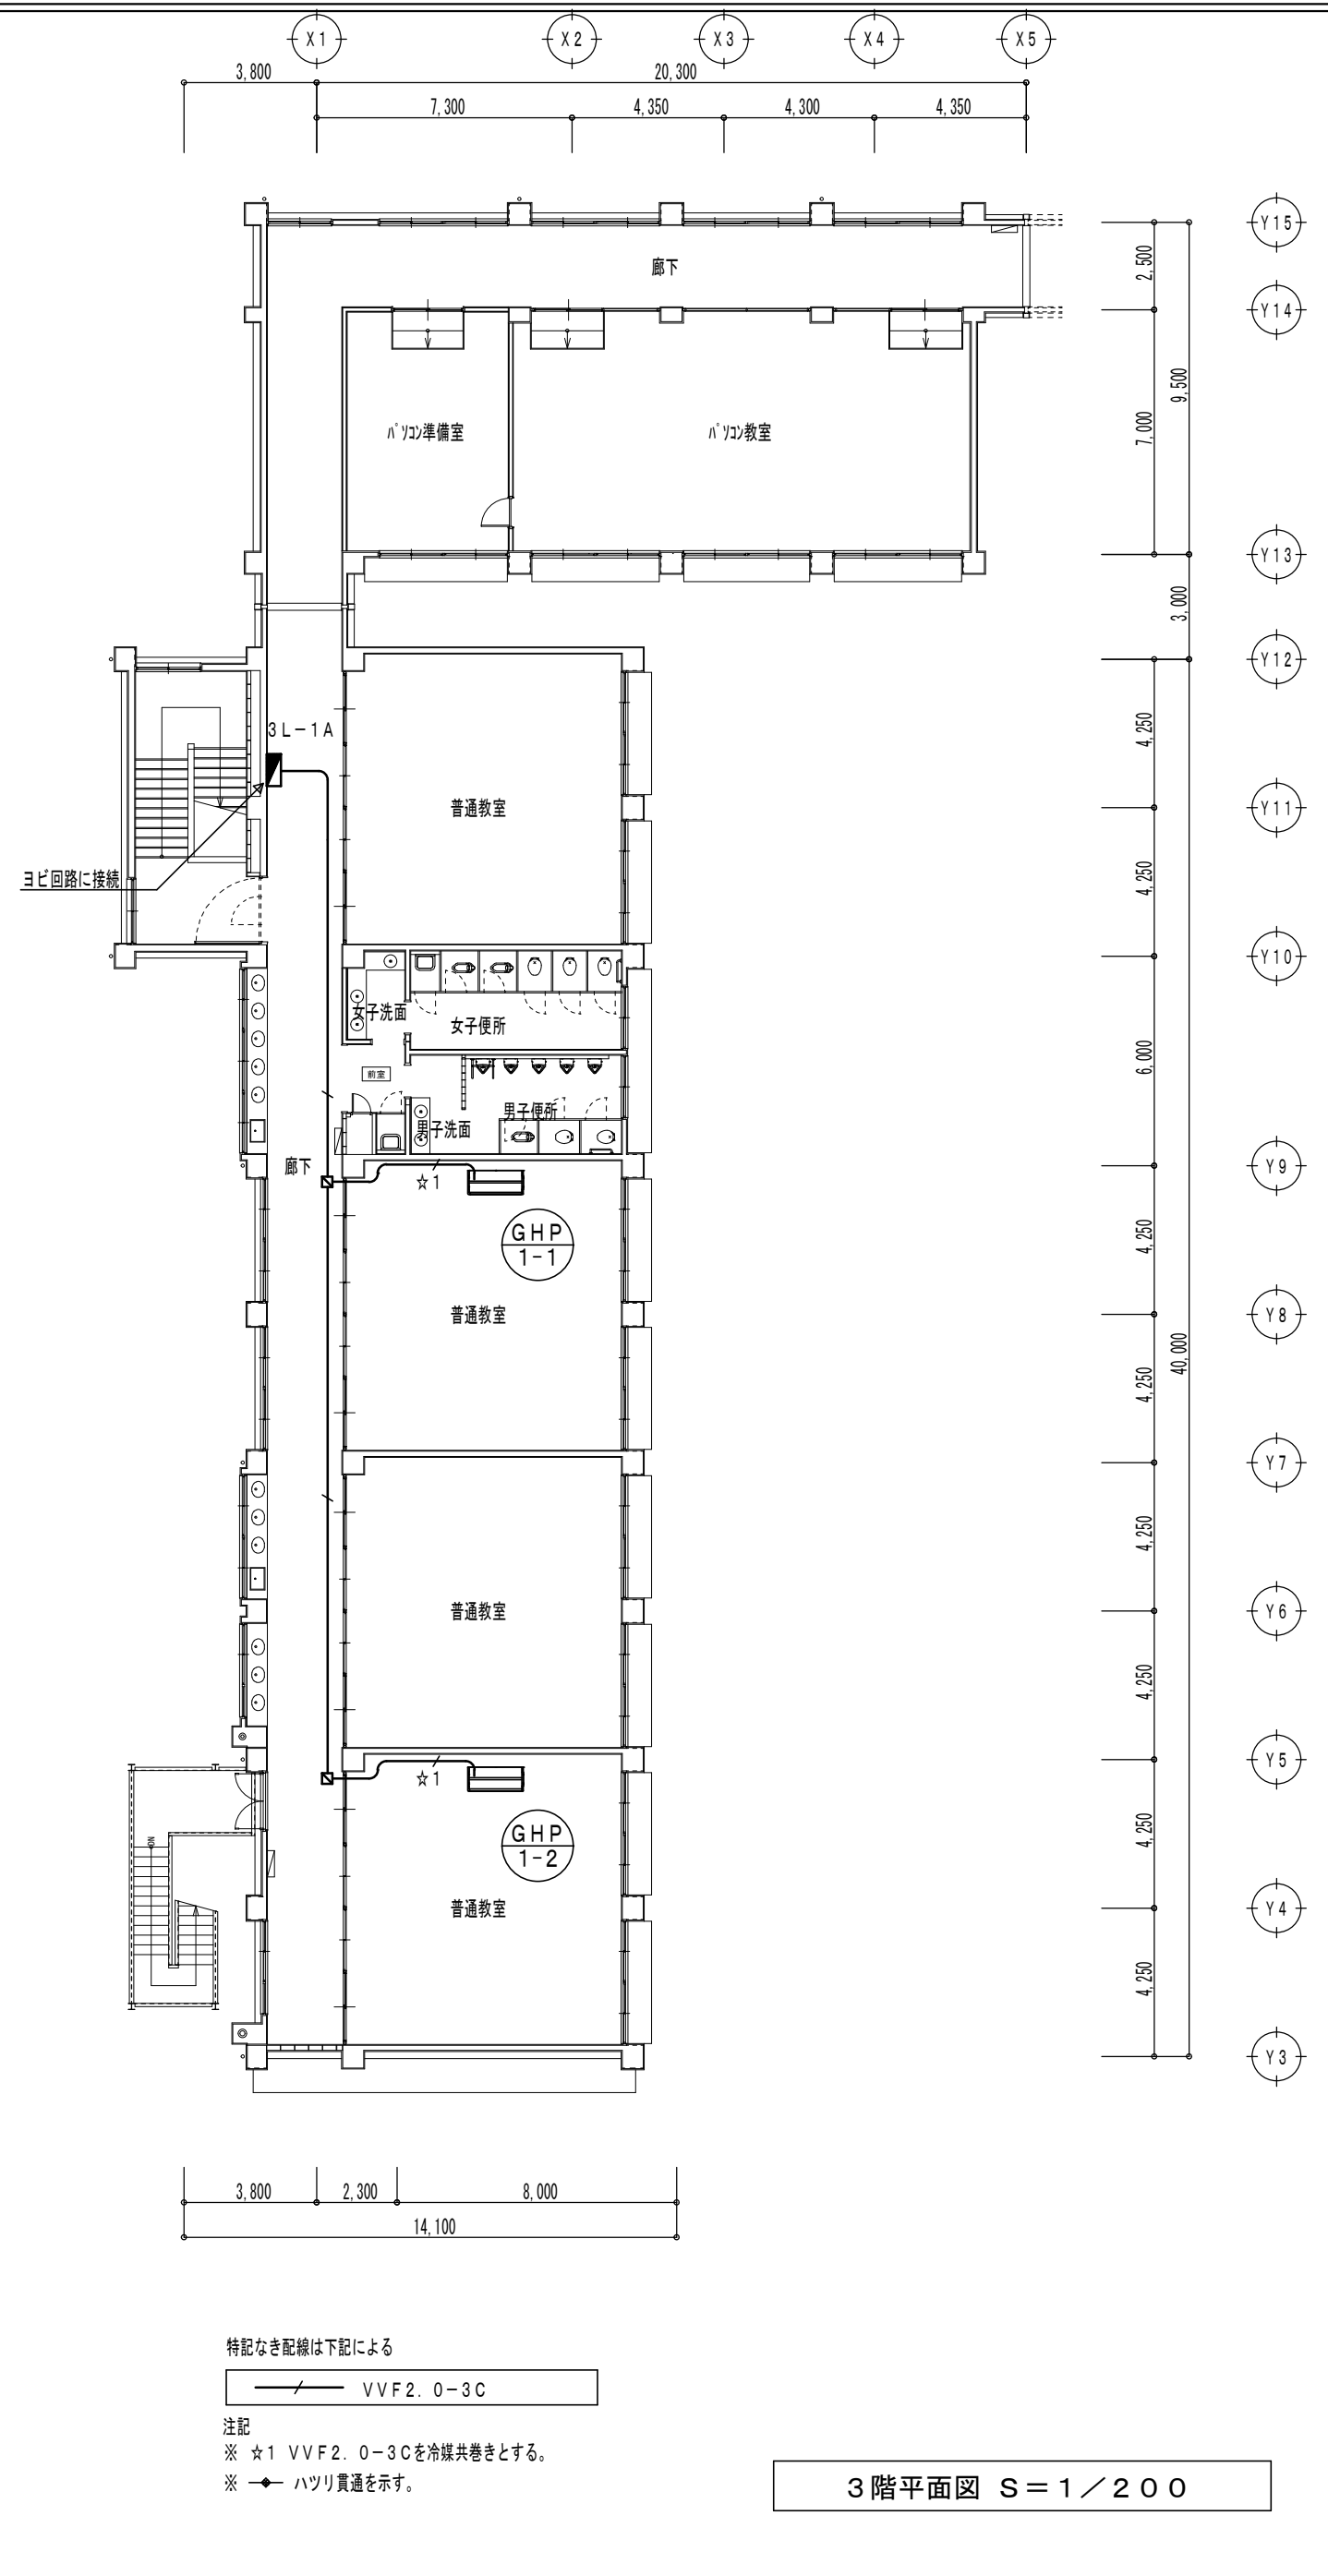 X1 X2 X3 X4 X5
3,800 20,300
7,300 4,350 4,300 4,350
Y15
2,500
廊下
Y14
9,500
7,000
パソコン準備室 パソコン教室
Y13
3,000
Y12
3L-1A
4,250
普通教室
Y11
ヨビ回路に接続
4,250
Y10
女子洗面
女子便所
6,000
前室
男子便所
男子洗面
廊下
Y9
☆1
GHP
1-1
4,250
普通教室
Y8
40,000
4,250
Y7
4,250
普通教室
Y6
4,250
Y5
☆1
GHP
1-2
4,250
DN
普通教室
Y4
4,250
Y3
3,800 2,300 8,000
14,100
特記なき配線は下記による
VVF2.0-3C
注記
※ ☆1 VVF2.0-3Cを冷媒共巻きとする。
※ ハツリ貫通を示す。
3階平面図 S=1/200